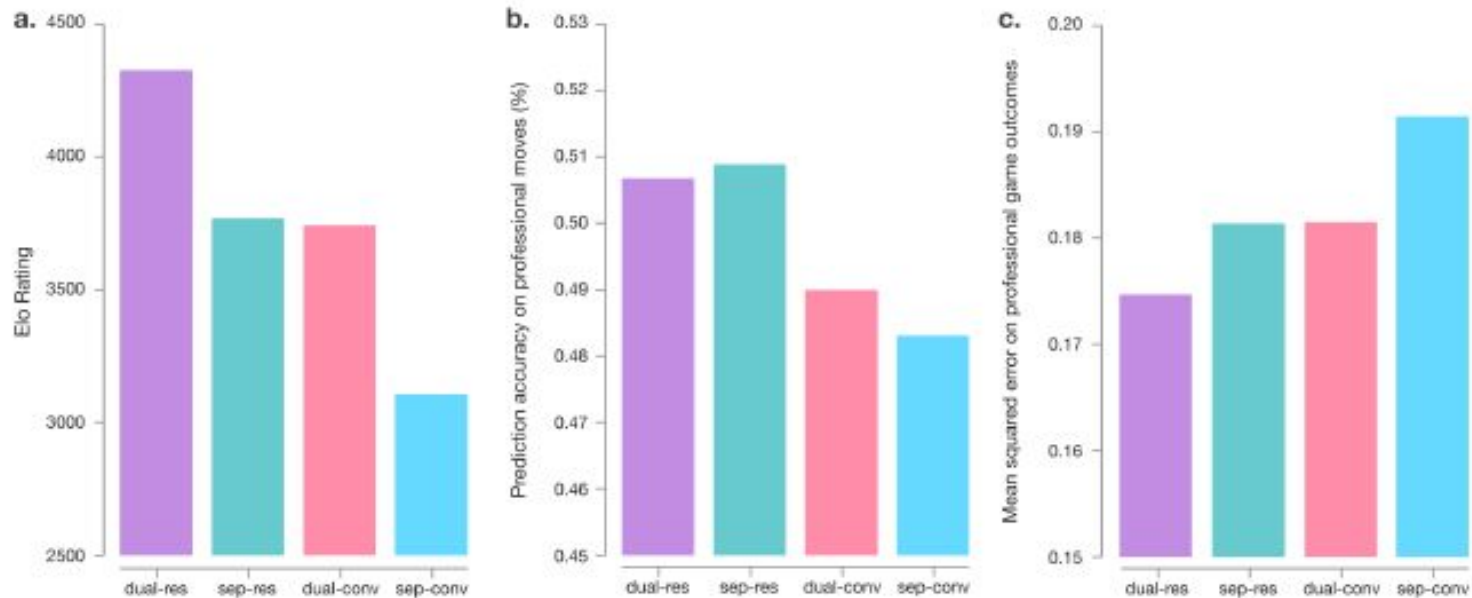 a.
Elo Rating
4500
4000
3500
3000
2500
dual-res sep-res dual-conv sep-conv
b.
Prediction accuracy on professional moves (%)
0.53
0.52
0.51
0.50
0.49
0.48
0.47
0.46
0.45
dual-res sep-res dual-conv sep-conv
c.
Mean squared error on professional game outcomes
0.20
0.19
0.18
0.17
0.16
0.15
dual-res sep-res dual-conv sep-conv